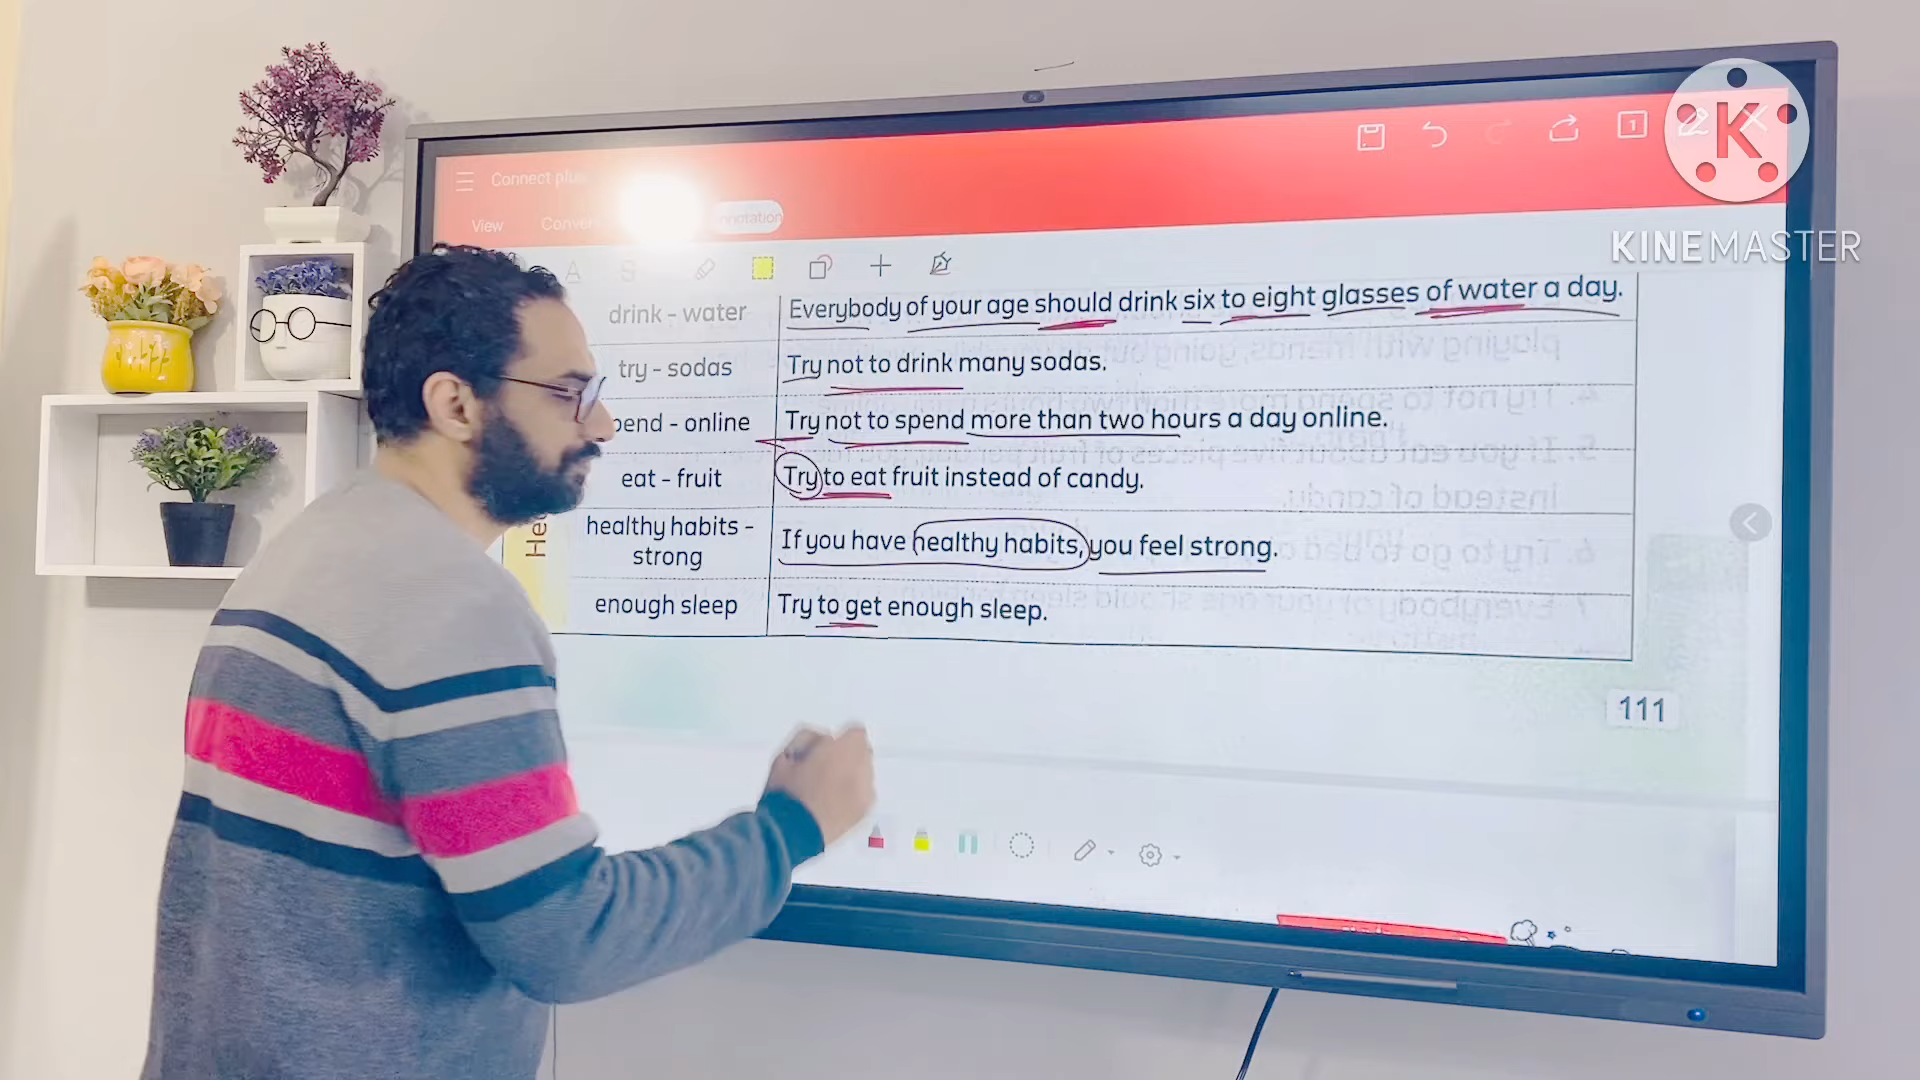 K
KINEMASTER
Connect plus
View
1
A S
drink - water Everybody of your age should drink six to eight glasses of water a day.
try - sodas Try not to drink many sodas.
pend - online Try not to spend more than two hours a day online.
eat - fruit Try to eat fruit instead of candy.
healthy habits -
strong If you have healthy habits, you feel strong.
enough sleep Try to get enough sleep.
He
111